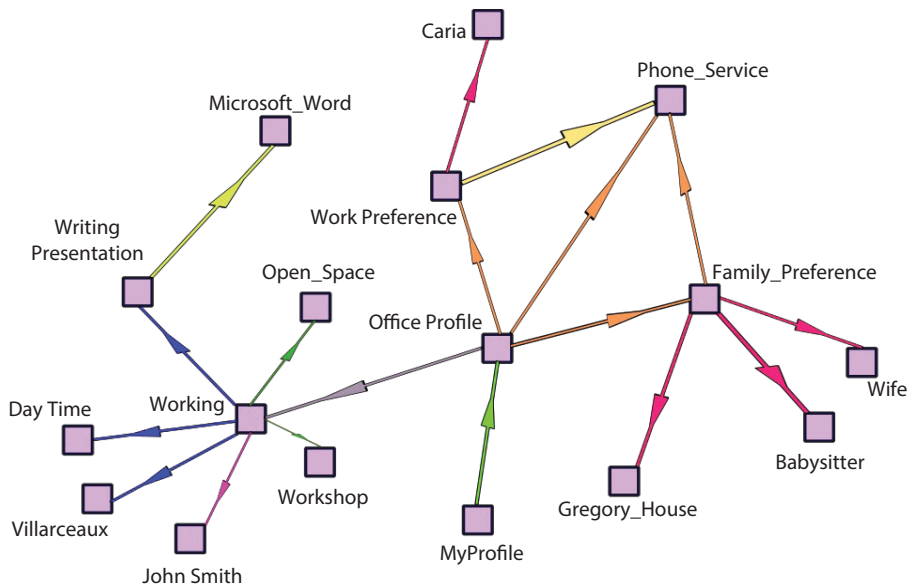 Caria
Phone_Service
Microsoft_Word
Work Preference
Writing
Presentation
Open_Space
Family_Preference
Office Profile
Wife
Day Time
Working
Babysitter
Workshop
Villarceaux
Gregory_House
MyProfile
John Smith